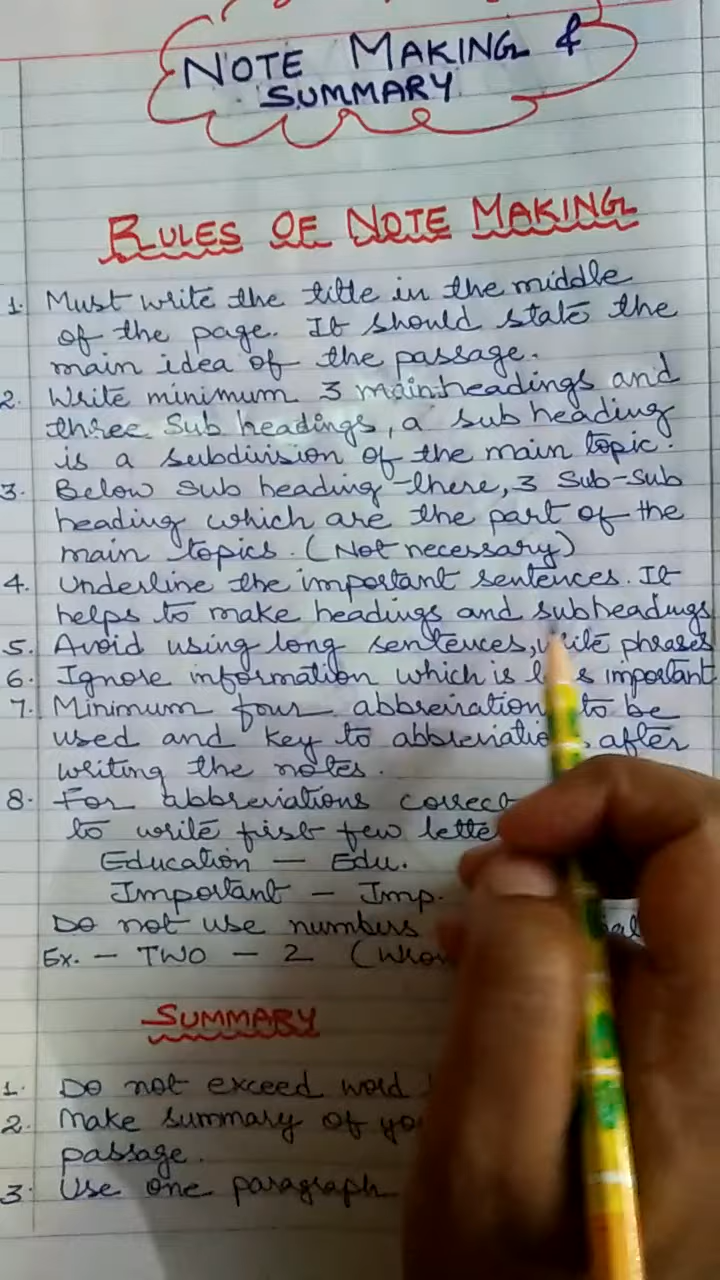 NOTE MAKING &
SUMMARY
RULES OF NOTE MAKING
1. Must write the title in the middle
of the page. It should state the
main idea of the passage.
2. Write minimum 3 main headings and
three Sub headings, a sub heading
is a subdivision of the main topic.
3. Below Sub heading there, 3 Sub-sub
heading which are the part of the
main topics. (Not necessary)
4. Underline the important sentences. It
helps to make headings and subheadings
5. Avoid using long sentences, write phrases
6. Ignore information which is important
7. Minimum four abbreviation to be
used and key to abbreviatio after
writing the notes.
8. For abbreviations correct
to write first few lette
Education — Edu.
Important – Imp.
Do not use numbers
Ex. – TWO – 2 (Wro
SUMMARY
1. Do not exceed word
2. Make summary of yo
passage.
3. Use one paragraph